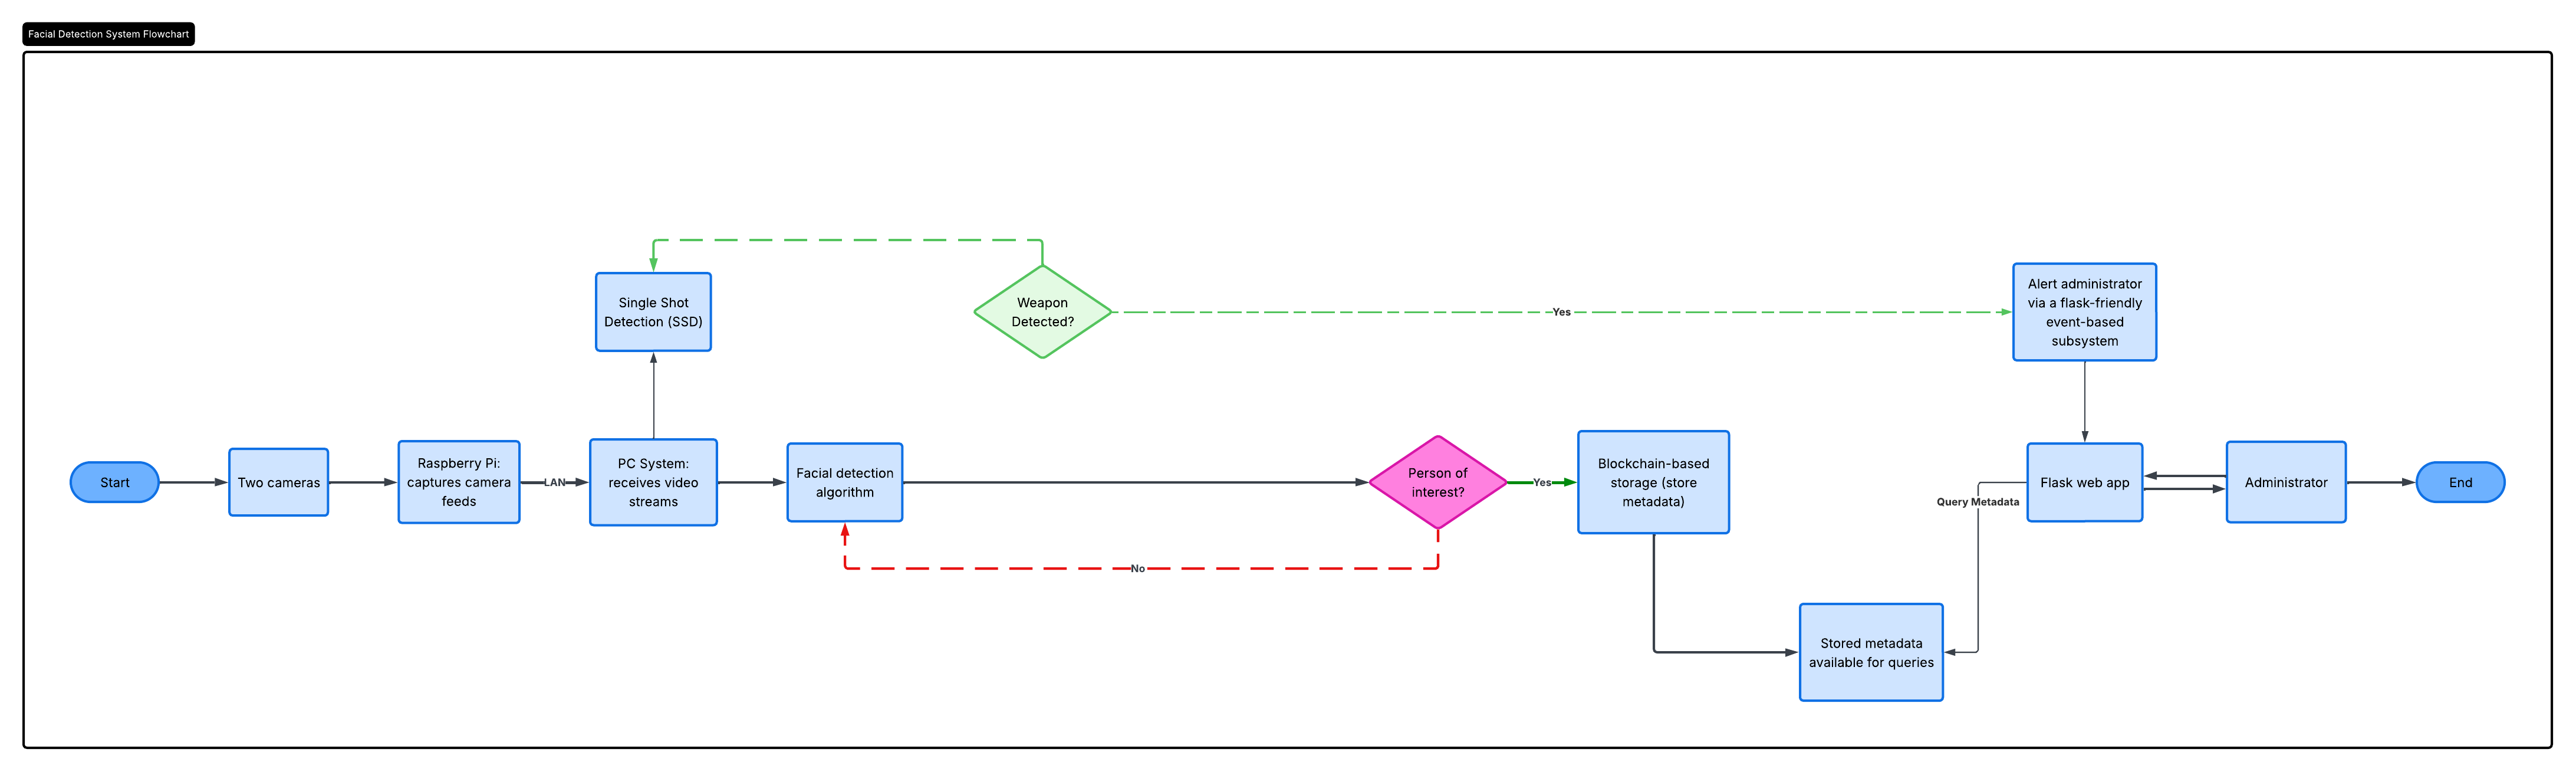 Facial Detection System Flowchart
Single Shot
Detection (SSD)
Weapon
Detected?
Yes
Alert administrator
via a flask-friendly
event-based
subsystem
Start
Two cameras
Raspberry Pi:
captures camera
feeds
LAN
PC System:
receives video
streams
Facial detection
algorithm
Person of
interest?
Yes
Blockchain-based
storage (store
metadata)
Query Metadata
Flask web app
Administrator
End
No
Stored metadata
available for queries